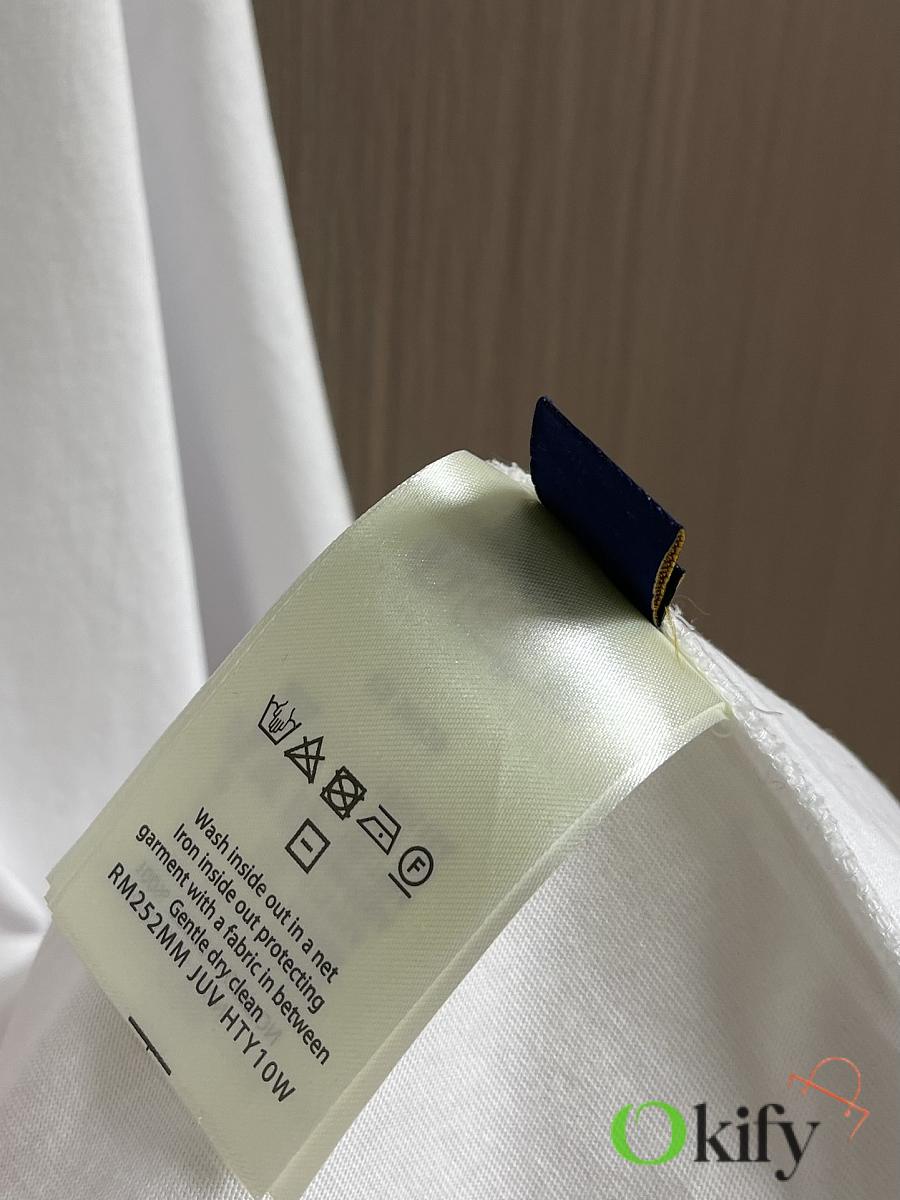 F
Wash inside out in a net
Iron inside out protecting
garment with a fabric in between
Gentle dry clean
RM252MM JUV HTY10W
Okify